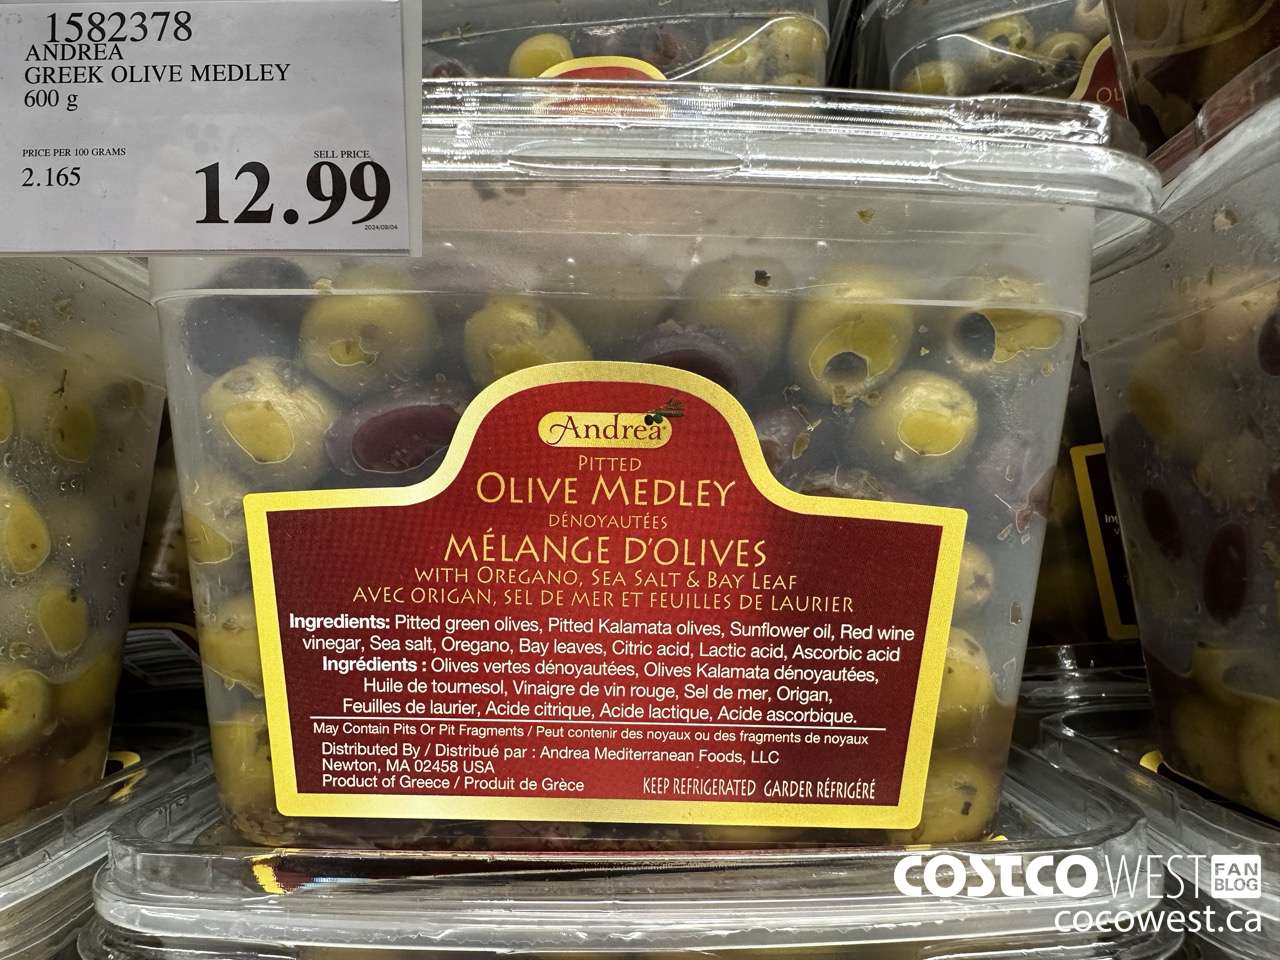 1582378
ANDREA
GREEK OLIVE MEDLEY
600 g
PRICE PER 100 GRAMS
2.165
SELL PRICE
12.99
2024/09/04
Andrea
PITTED
OLIVE MEDLEY
DÉNOYAUTÉES
MÉLANGE D'OLIVES
WITH OREGANO, SEA SALT & BAY LEAF
AVEC ORIGAN, SEL DE MER ET FEUILLES DE LAURIER
Ingredients: Pitted green olives, Pitted Kalamata olives, Sunflower oil, Red wine
vinegar, Sea salt, Oregano, Bay leaves, Citric acid, Lactic acid, Ascorbic acid
Ingrédients : Olives vertes dénoyautées, Olives Kalamata dénoyautées,
Huile de tournesol, Vinaigre de vin rouge, Sel de mer, Origan,
Feuilles de laurier, Acide citrique, Acide lactique, Acide ascorbique.
May Contain Pits Or Pit Fragments / Peut contenir des noyaux ou des fragments de noyaux
Distributed By / Distribué par : Andrea Mediterranean Foods, LLC
Newton, MA 02458 USA
Product of Greece / Produit de Grèce
KEEP REFRIGERATED GARDER RÉFRIGÉRÉ
OL
COSTCO WEST FAN BLOG
cocowest.ca